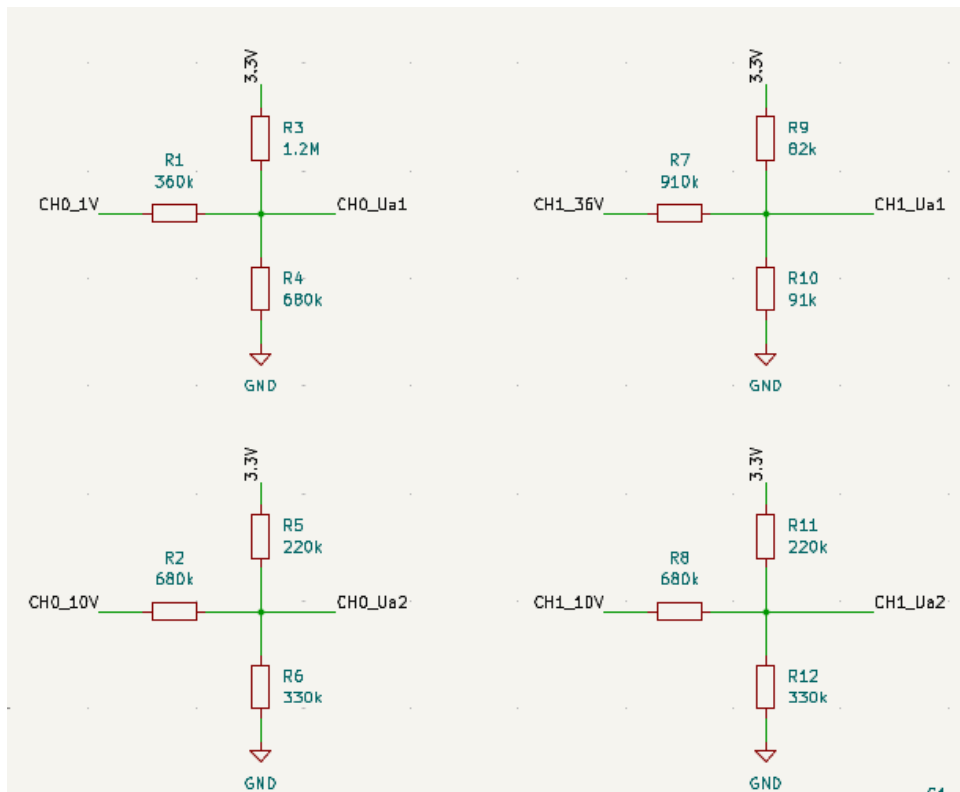 3.3V
R3
1.2M
R1
360k
CH0_1V
CH0_Ua1
R4
680k
GND
3.3V
R9
82k
R7
910k
CH1_36V
CH1_Ua1
R10
91k
GND
3.3V
R5
220k
R2
680k
CH0_10V
CH0_Ua2
R6
330k
GND
3.3V
R11
220k
R8
680k
CH1_10V
CH1_Ua2
R12
330k
GND